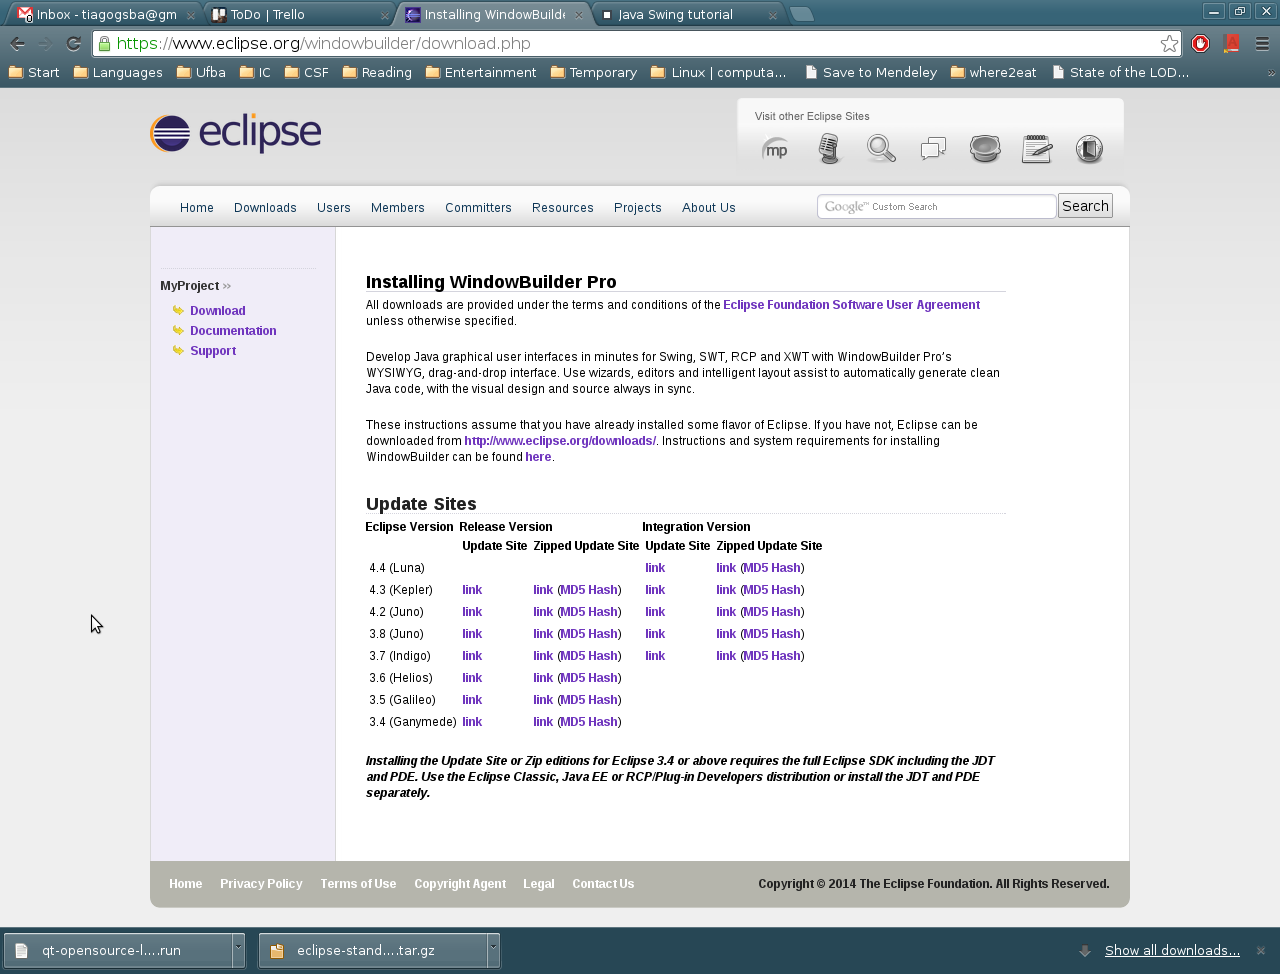 Inbox - tiagogsba@gm
ToDo | Trello
Installing WindowBuilde
Java Swing tutorial
https://www.eclipse.org/windowbuilder/download.php
Start Languages Ufba IC CSF Reading Entertainment Temporary Linux | computa... Save to Mendeley where2eat State of the LOD... »
eclipse
Visit other Eclipse Sites
mp
Home Downloads Users Members Committers Resources Projects About Us
Google™ Custom Search
Search
MyProject »
Download
Documentation
Support
Installing WindowBuilder Pro
All downloads are provided under the terms and conditions of the Eclipse Foundation Software User Agreement
unless otherwise specified.
Develop Java graphical user interfaces in minutes for Swing, SWT, RCP and XWT with WindowBuilder Pro's
WYSIWYG, drag-and-drop interface. Use wizards, editors and intelligent layout assist to automatically generate clean
Java code, with the visual design and source always in sync.
These instructions assume that you have already installed some flavor of Eclipse. If you have not, Eclipse can be
downloaded from http://www.eclipse.org/downloads/. Instructions and system requirements for installing
WindowBuilder can be found here.
Update Sites
Eclipse Version Release Version Integration Version
Update Site Zipped Update Site Update Site Zipped Update Site
4.4 (Luna) link link (MD5 Hash)
4.3 (Kepler) link link (MD5 Hash) link link (MD5 Hash)
4.2 (Juno) link link (MD5 Hash) link link (MD5 Hash)
3.8 (Juno) link link (MD5 Hash) link link (MD5 Hash)
3.7 (Indigo) link link (MD5 Hash) link link (MD5 Hash)
3.6 (Helios) link link (MD5 Hash)
3.5 (Galileo) link link (MD5 Hash)
3.4 (Ganymede) link link (MD5 Hash)
Installing the Update Site or Zip editions for Eclipse 3.4 or above requires the full Eclipse SDK including the JDT
and PDE. Use the Eclipse Classic, Java EE or RCP/Plug-in Developers distribution or install the JDT and PDE
separately.
Home Privacy Policy Terms of Use Copyright Agent Legal Contact Us
Copyright © 2014 The Eclipse Foundation. All Rights Reserved.
qt-opensource-l....run
eclipse-stand....tar.gz
Show all downloads...